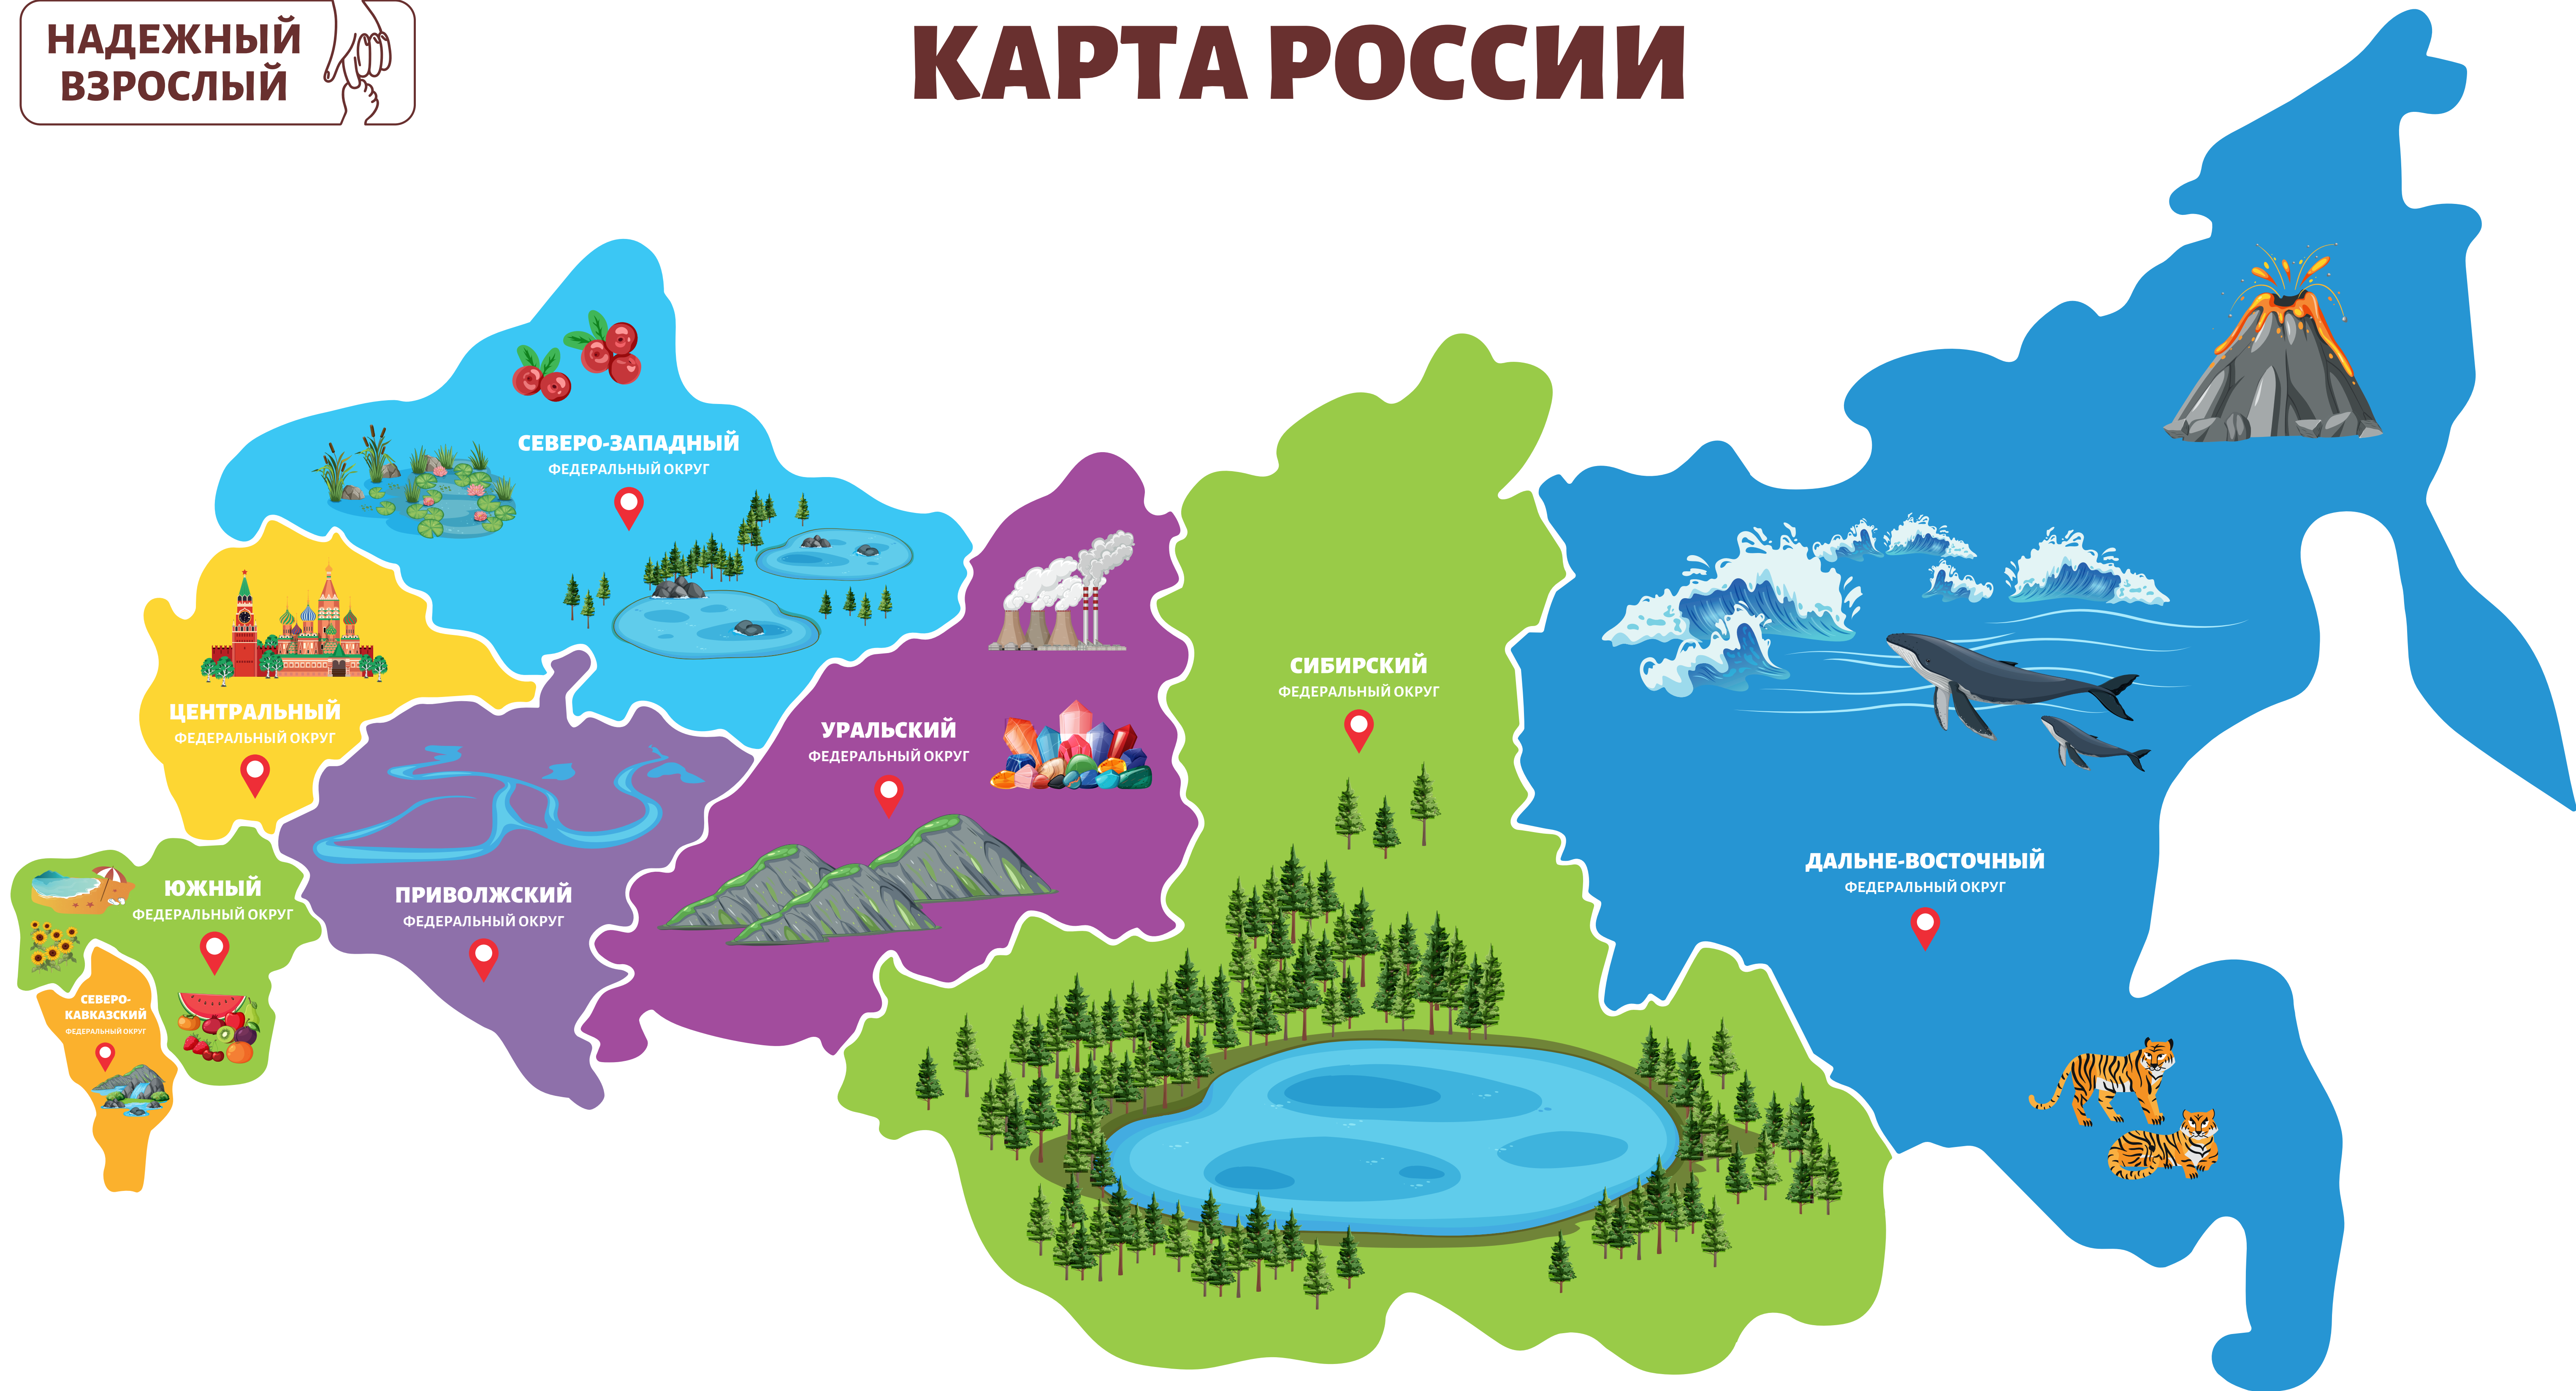 НАДЕЖНЫЙ
ВЗРОСЛЫЙ
КАРТА РОССИИ
СЕВЕРО-ЗАПАДНЫЙ
ФЕДЕРАЛЬНЫЙ ОКРУГ
ЦЕНТРАЛЬНЫЙ
ФЕДЕРАЛЬНЫЙ ОКРУГ
УРАЛЬСКИЙ
ФЕДЕРАЛЬНЫЙ ОКРУГ
СИБИРСКИЙ
ФЕДЕРАЛЬНЫЙ ОКРУГ
ДАЛЬНЕ-ВОСТОЧНЫЙ
ФЕДЕРАЛЬНЫЙ ОКРУГ
ЮЖНЫЙ
ФЕДЕРАЛЬНЫЙ ОКРУГ
ПРИВОЛЖСКИЙ
ФЕДЕРАЛЬНЫЙ ОКРУГ
СЕВЕРО-
КАВКАЗСКИЙ
ФЕДЕРАЛЬНЫЙ ОКРУГ